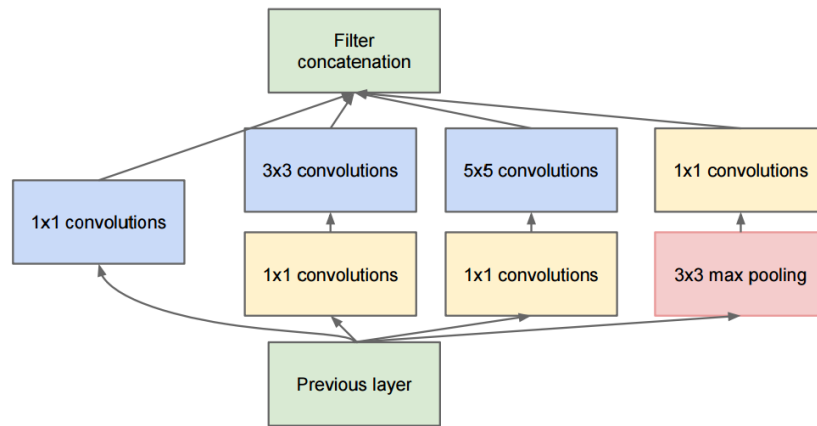 Filter
concatenation
3x3 convolutions
5x5 convolutions
1x1 convolutions
1x1 convolutions
1x1 convolutions
1x1 convolutions
3x3 max pooling
Previous layer